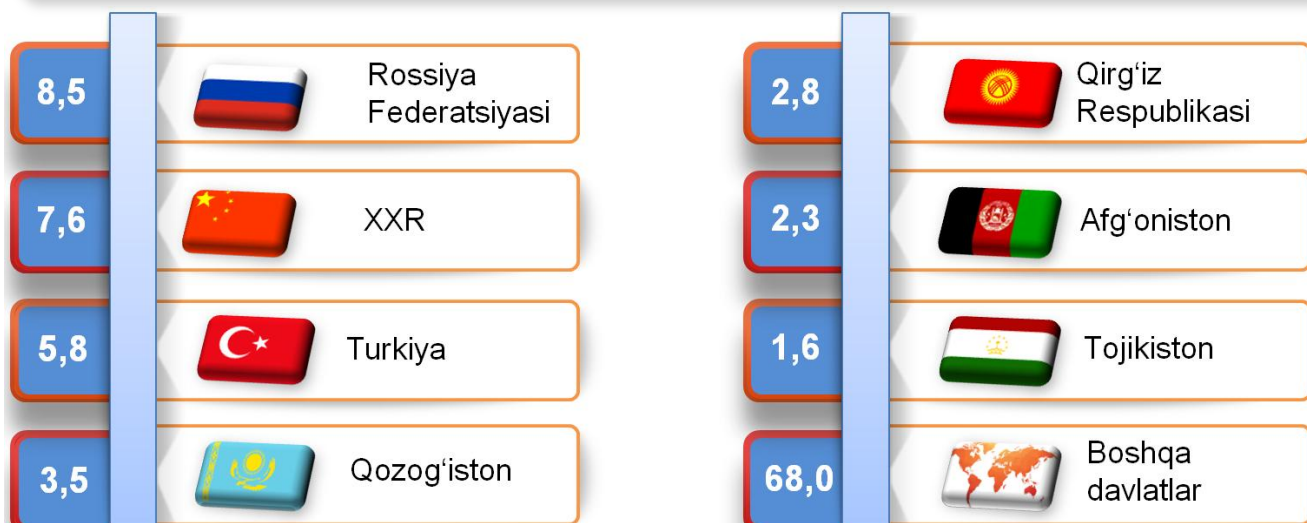 8,5
Rossiya
Federatsiyasi
7,6
XXR
5,8
Turkiya
3,5
Qozog‘iston
2,8
Qirg‘iz
Respublikasi
2,3
Afg‘oniston
1,6
Tojikiston
68,0
Boshqa
davlatlar